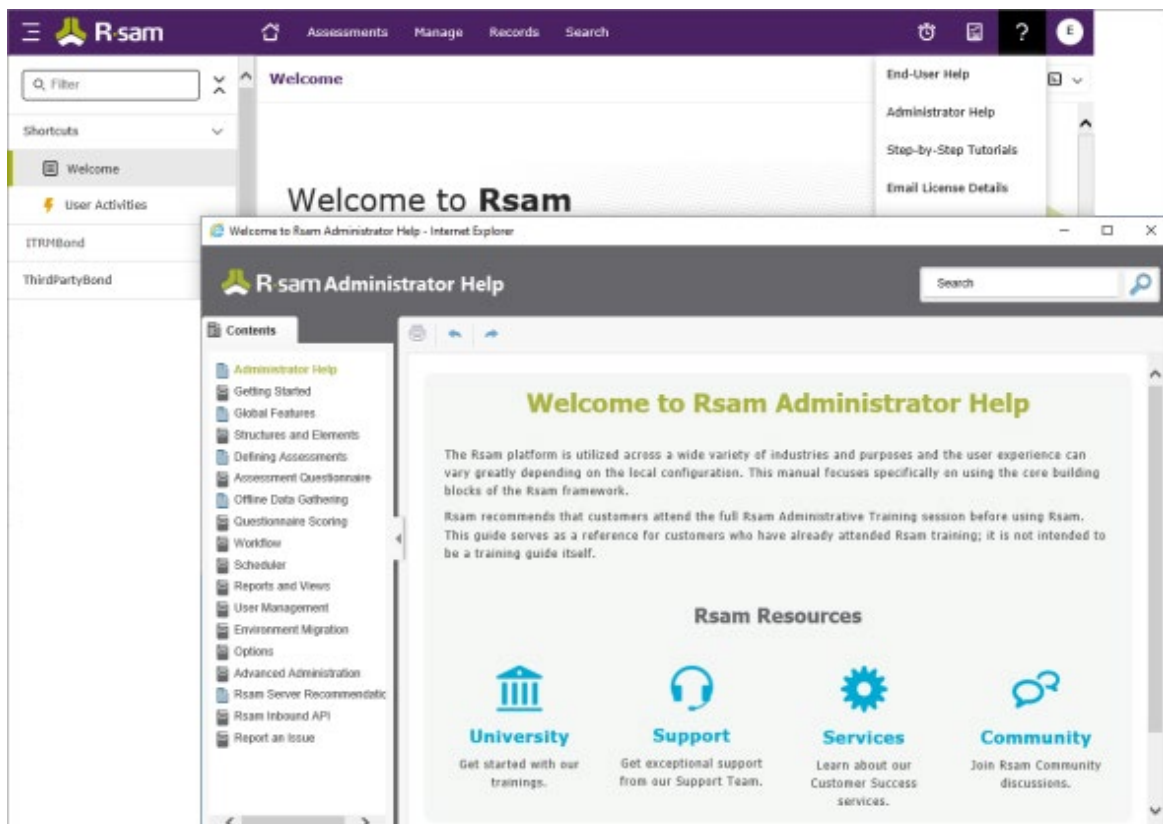 R·sam
Assessments
Manage
Records
Search
?
E
Filter
Welcome
End-User Help
Administrator Help
Step-by-Step Tutorials
Email License Details
Shortcuts
Welcome
User Activities
ITRMBond
ThirdPartyBond
Welcome to Rsam
Welcome to Rsam Administrator Help - Internet Explorer
R·sam Administrator Help
Search
Contents
Administrator Help
Getting Started
Global Features
Structures and Elements
Defining Assessments
Assessment Questionnaire
Offline Data Gathering
Questionnaire Scoring
Workflow
Scheduler
Reports and Views
User Management
Environment Migration
Options
Advanced Administration
Rsam Server Recommendatic
Rsam Inbound API
Report an Issue
Welcome to Rsam Administrator Help
The Rsam platform is utilized across a wide variety of industries and purposes and the user experience can
vary greatly depending on the local configuration. This manual focuses specifically on using the core building
blocks of the Rsam framework.
Rsam recommends that customers attend the full Rsam Administrative Training session before using Rsam.
This guide serves as a reference for customers who have already attended Rsam training; it is not intended to
be a training guide itself.
Rsam Resources
University
Get started with our
trainings.
Support
Get exceptional support
from our Support Team.
Services
Learn about our
Customer Success
services.
Community
Join Rsam Community
discussions.